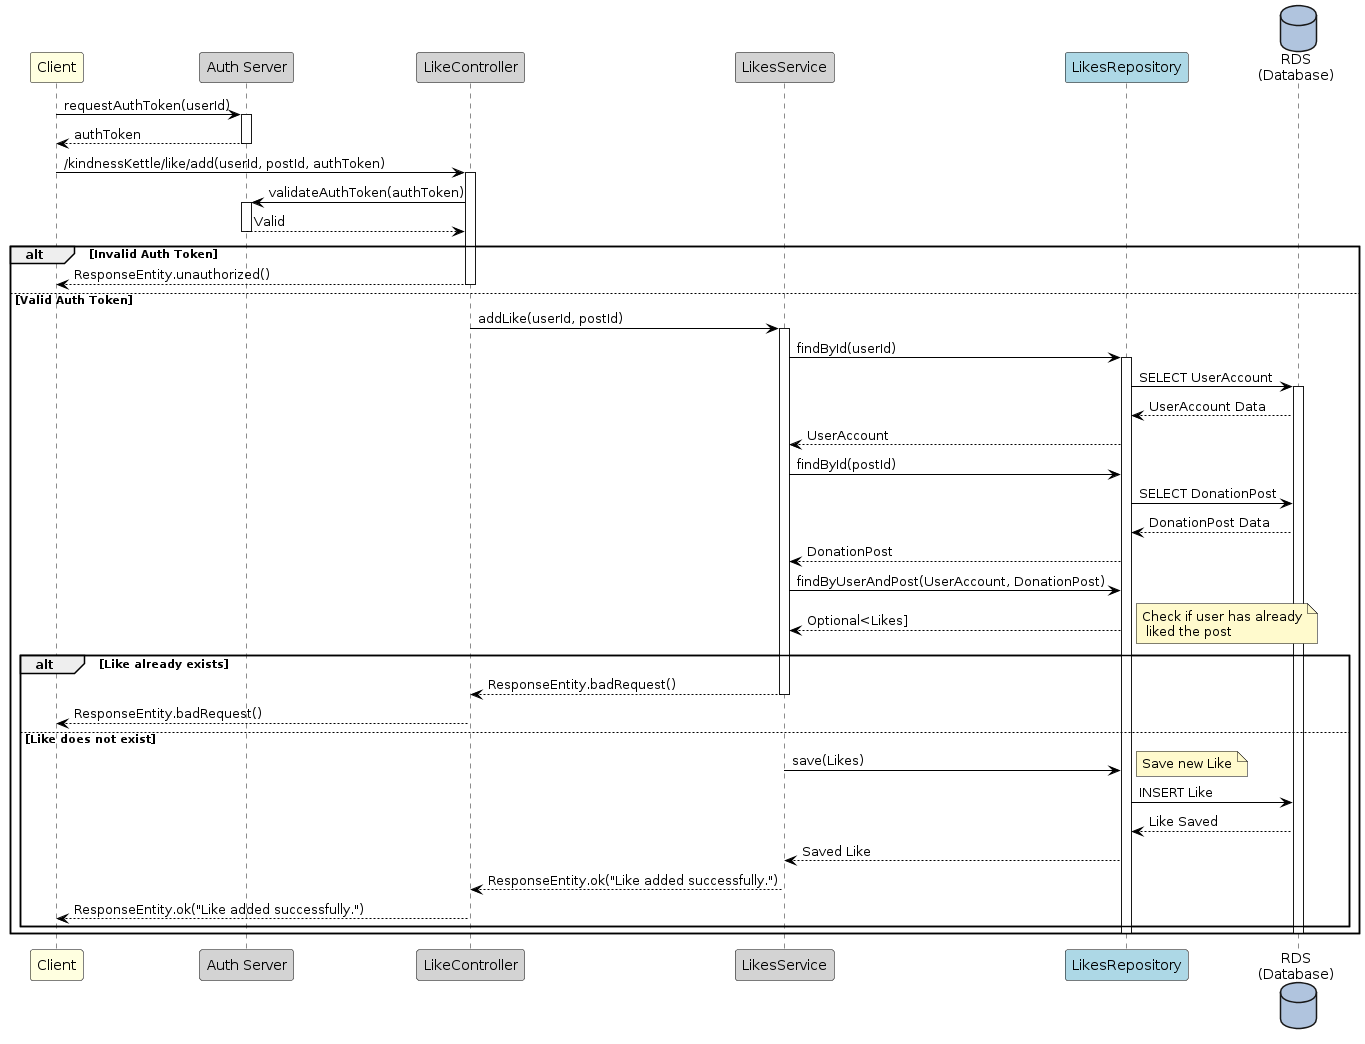 RDS
(Database)
Client
Auth Server
LikeController
LikesService
LikesRepository
requestAuthToken(userId)
authToken
/kindnessKettle/like/add(userId, postId, authToken)
validateAuthToken(authToken)
Valid
alt
[Invalid Auth Token]
ResponseEntity.unauthorized()
[Valid Auth Token]
addLike(userId, postId)
findById(userId)
SELECT UserAccount
UserAccount Data
UserAccount
findById(postId)
SELECT DonationPost
DonationPost Data
DonationPost
findByUserAndPost(UserAccount, DonationPost)
Check if user has already
liked the post
Optional<Likes]
alt
[Like already exists]
ResponseEntity.badRequest()
ResponseEntity.badRequest()
[Like does not exist]
save(Likes)
Save new Like
INSERT Like
Like Saved
Saved Like
ResponseEntity.ok("Like added successfully.")
ResponseEntity.ok("Like added successfully.")
Client
Auth Server
LikeController
LikesService
LikesRepository
RDS
(Database)